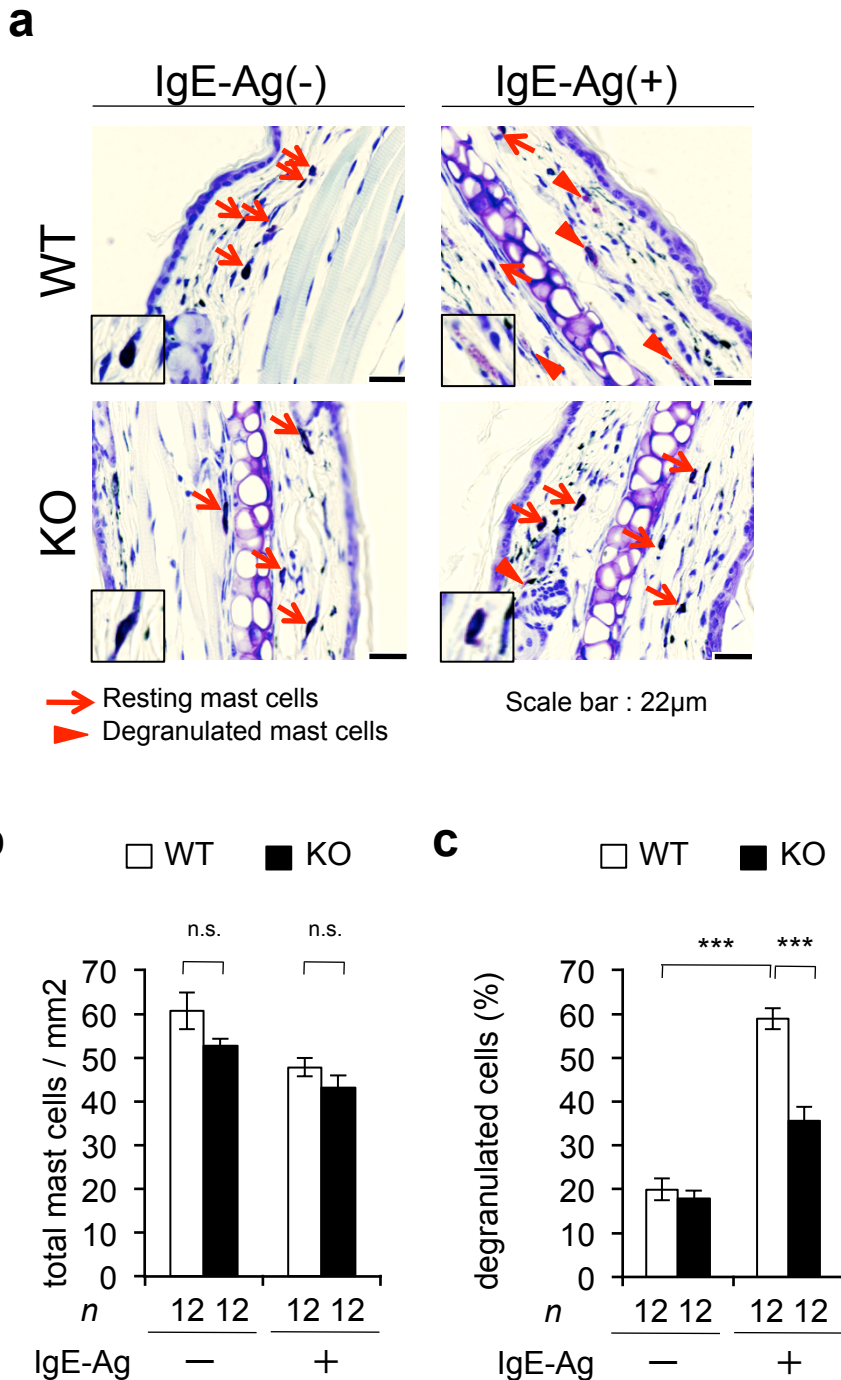 a
IgE-Ag(-)
IgE-Ag(+)
WT
KO
Resting mast cells
Degranulated mast cells
Scale bar : 22μm
WT
KO
n.s.
n.s.
total mast cells / mm2
70
60
50
40
30
20
10
0
n
12 12
12 12
IgE-Ag
—
+
c
WT
KO
***
***
degranulated cells (%)
70
60
50
40
30
20
10
0
n
12 12
12 12
IgE-Ag
—
+